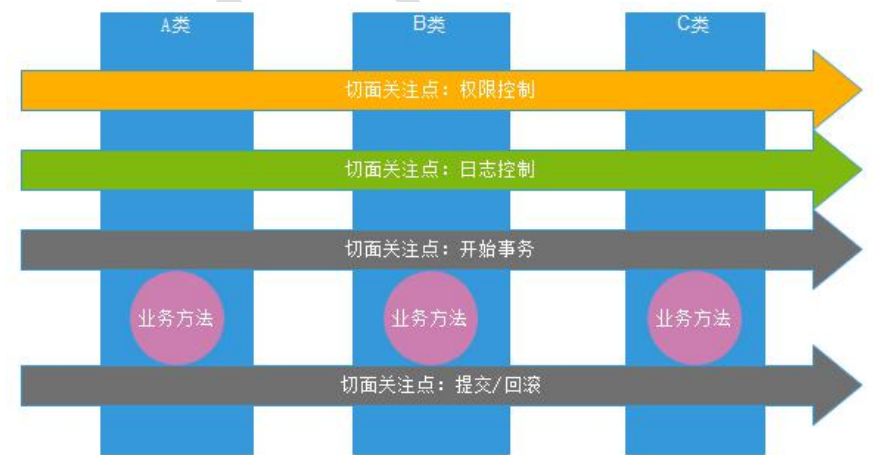 A类
B类
C类
切面关注点：权限控制
切面关注点：日志控制
切面关注点：开始事务
业务方法
业务方法
业务方法
切面关注点：提交/回滚